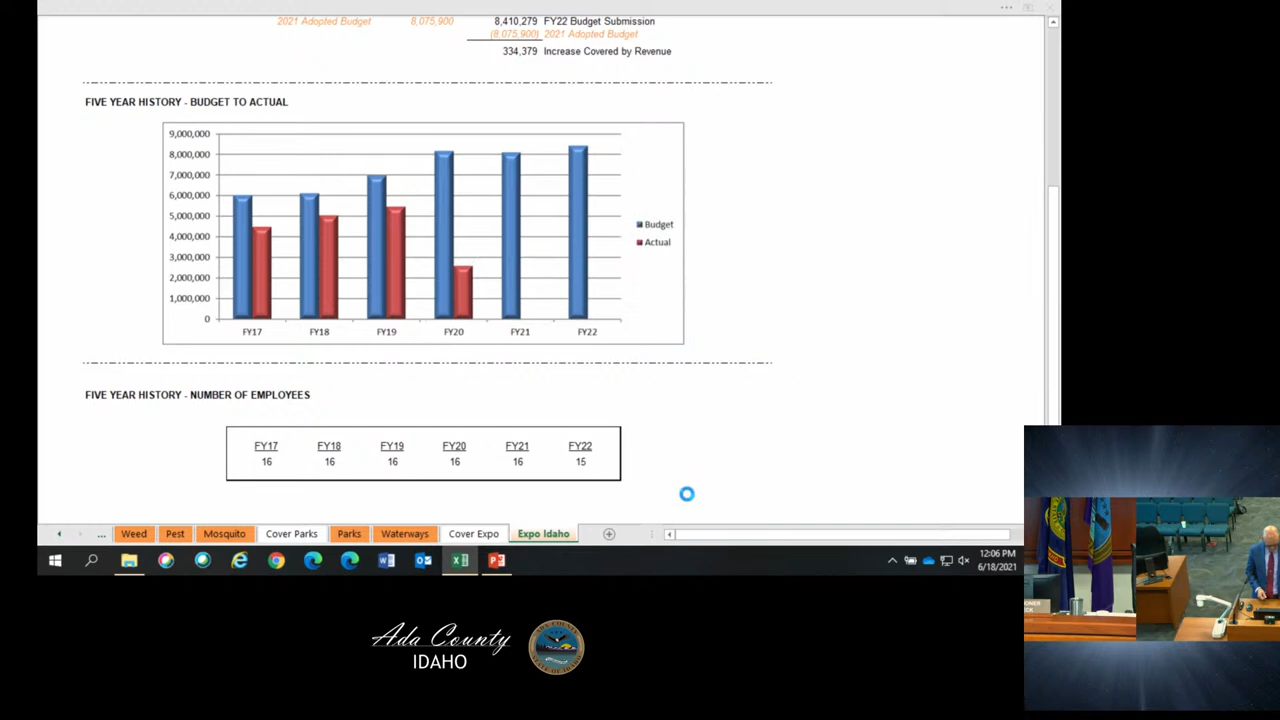 2021 Adopted Budget 8,075,900 8,410,279 FY22 Budget Submission
(8,075,900) 2021 Adopted Budget
334,379 Increase Covered by Revenue
FIVE YEAR HISTORY - BUDGET TO ACTUAL
9,000,000
8,000,000
7,000,000
6,000,000
5,000,000
4,000,000
3,000,000
2,000,000
1,000,000
0
FY17 FY18 FY19 FY20 FY21 FY22
Budget
Actual
FIVE YEAR HISTORY - NUMBER OF EMPLOYEES
FY17 FY18 FY19 FY20 FY21 FY22
16 16 16 16 16 15
... Weed Pest Mosquito Cover Parks Parks Waterways Cover Expo Expo Idaho
12:06 PM
6/18/2021
Ada County
IDAHO